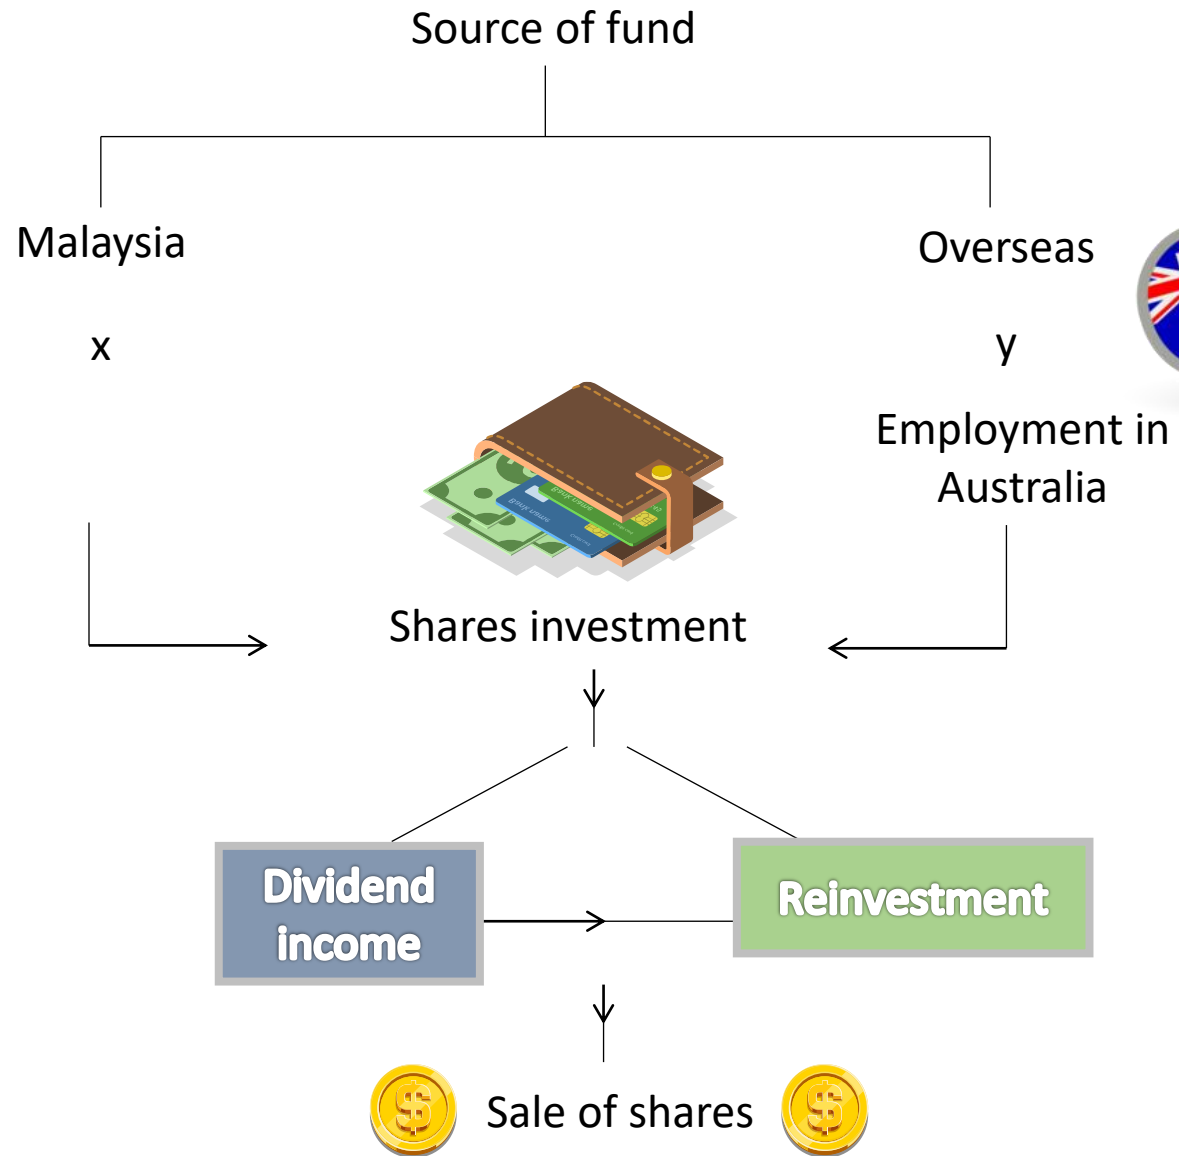 Source of fund
Malaysia
Overseas
x
y
Employment in
Australia
Shares investment
Dividend
income
Reinvestment
Sale of shares